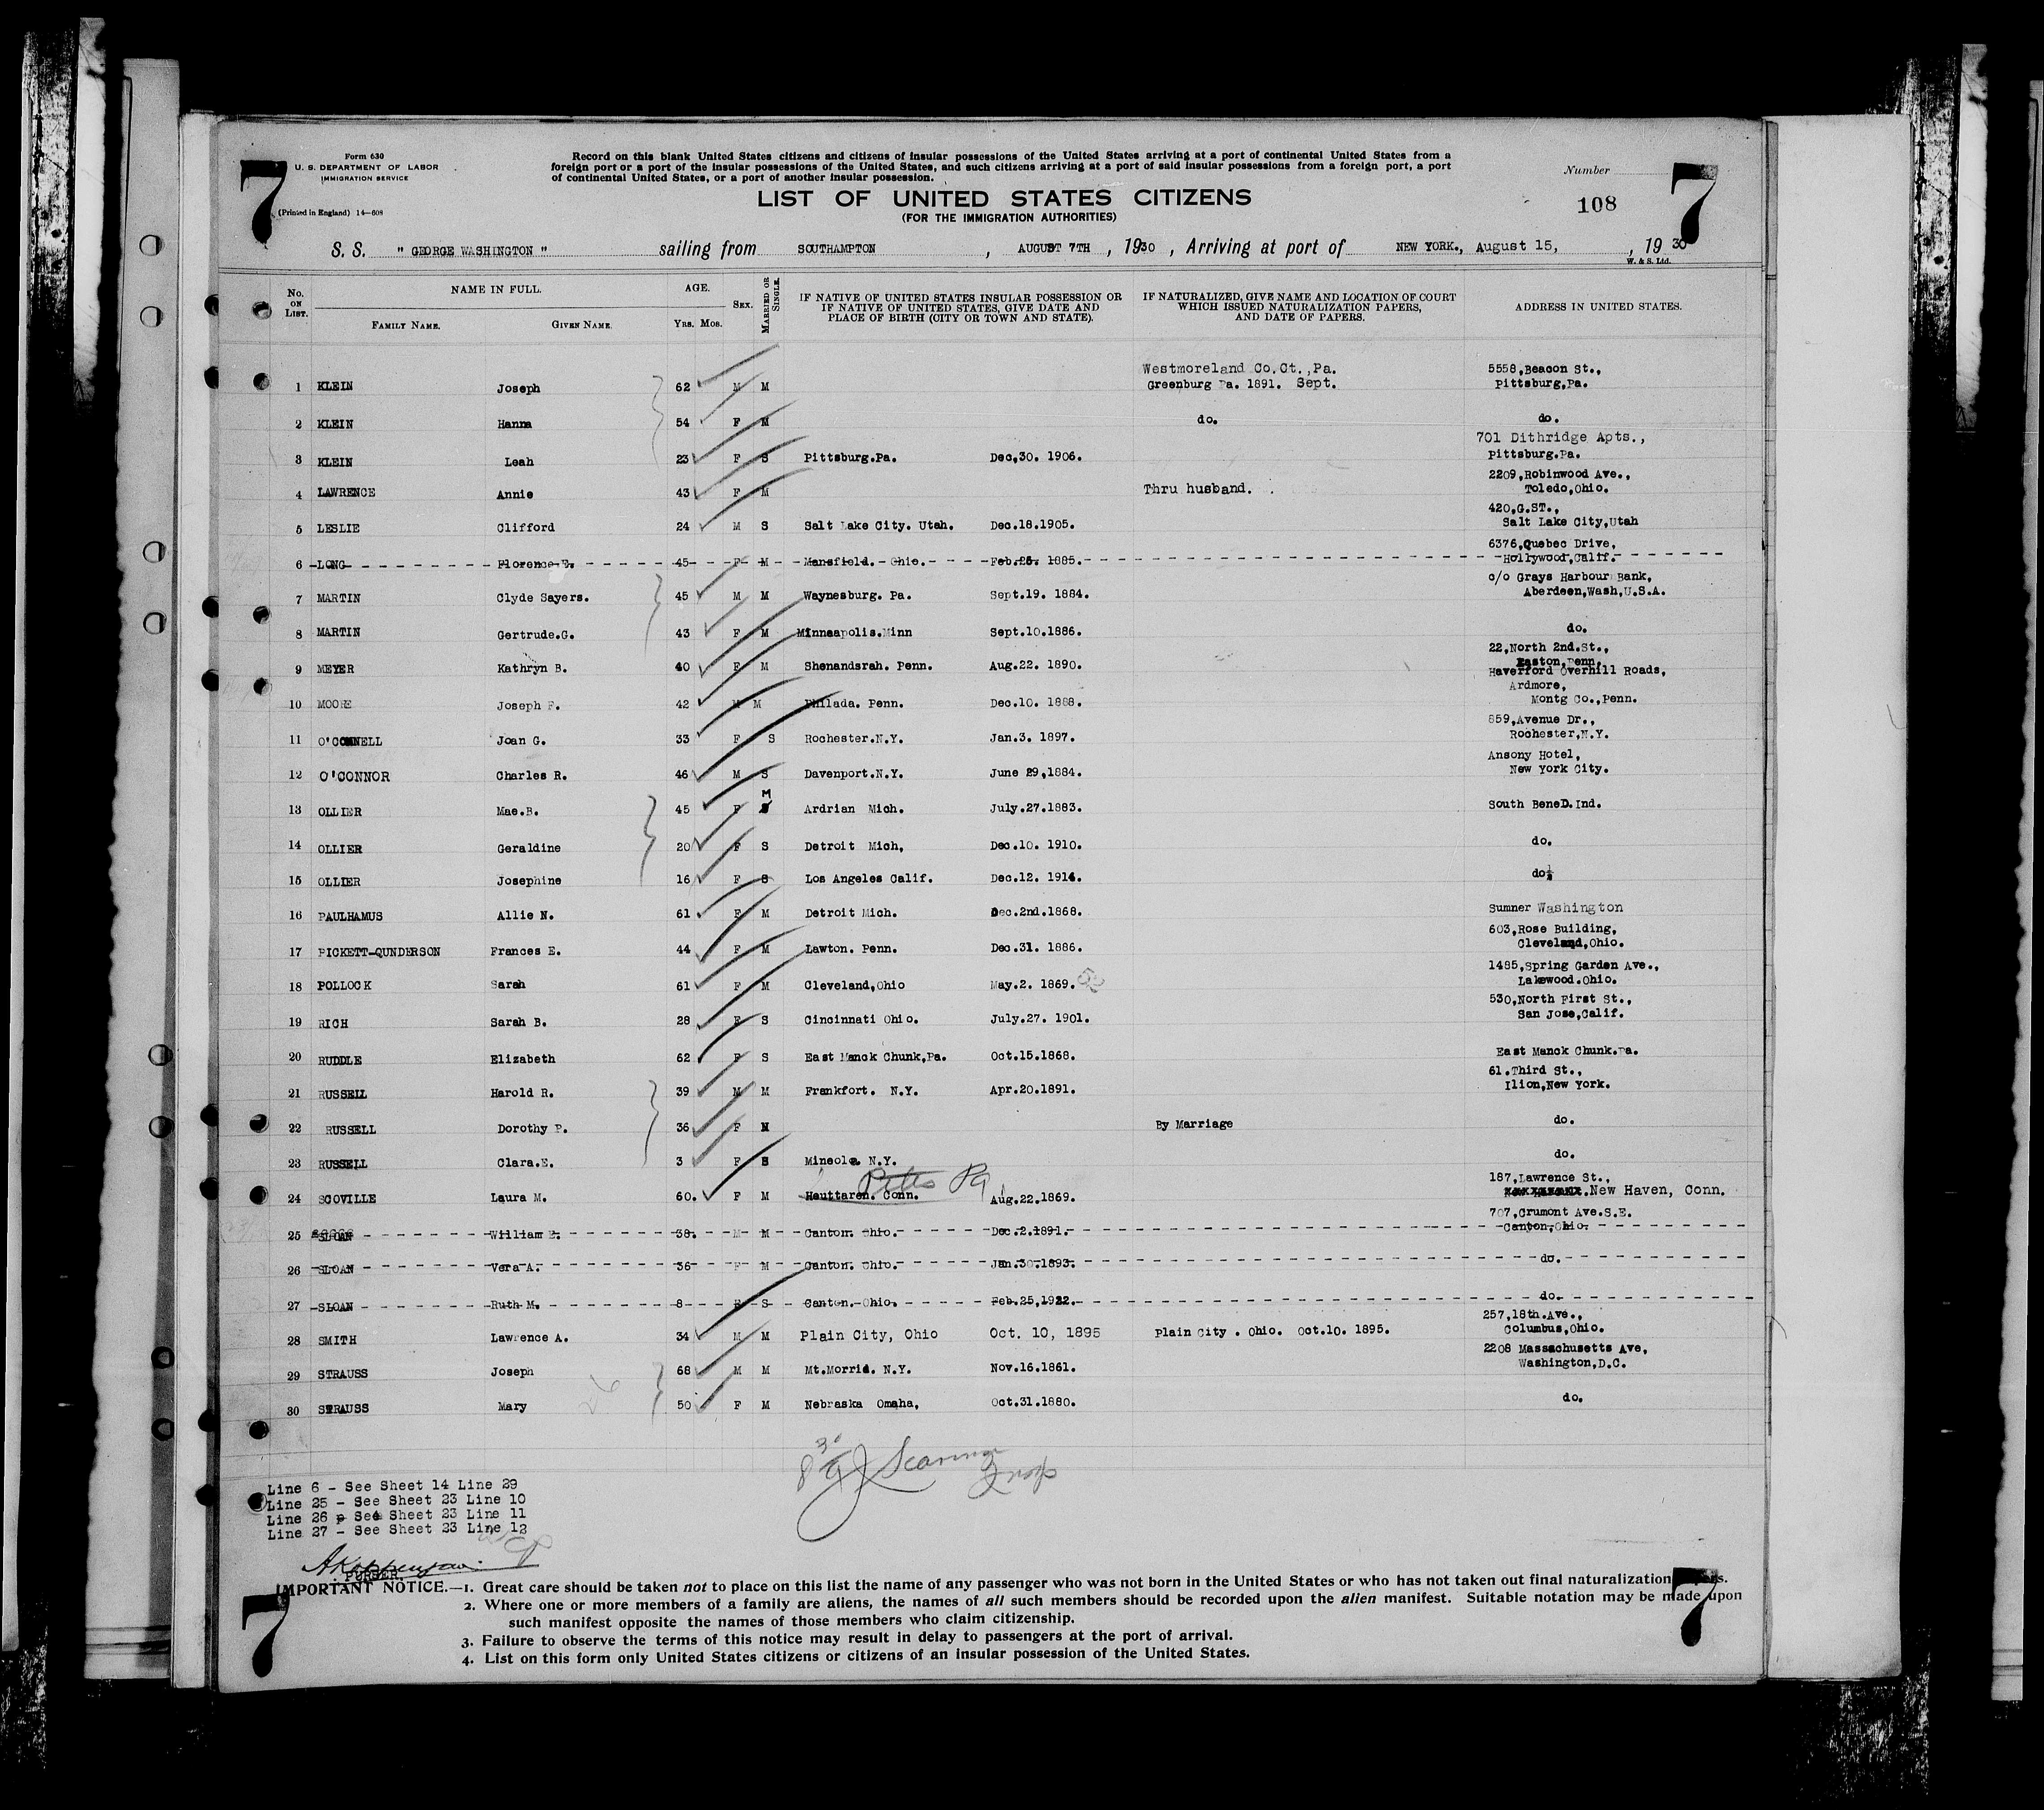 7
Form 630
U. S. DEPARTMENT OF LABOR
IMMIGRATION SERVICE
(Printed in England) 14—608
Record on this blank United States citizens and citizens of insular possessions of the United States arriving at a port of continental United States from a
foreign port or a port of the insular possessions of the United States, and such citizens arriving at a port of said insular possessions from a foreign port, a port
of continental United States, or a port of another insular possession.
LIST OF UNITED STATES CITIZENS
(FOR THE IMMIGRATION AUTHORITIES)
Number
108
7
S. S. " GEORGE WASHINGTON " sailing from SOUTHAMPTON , AUGUST 7TH , 1930 , Arriving at port of NEW YORK., August 15, , 19 30
W. & S. Ltd.
No. ON LIST. NAME IN FULL. FAMILY NAME. GIVEN NAME. AGE. YRS. MOS. SEX. MARRIED OR SINGLE.
IF NATIVE OF UNITED STATES INSULAR POSSESSION OR
IF NATIVE OF UNITED STATES, GIVE DATE AND
PLACE OF BIRTH (CITY OR TOWN AND STATE).
IF NATURALIZED, GIVE NAME AND LOCATION OF COURT
WHICH ISSUED NATURALIZATION PAPERS,
AND DATE OF PAPERS.
ADDRESS IN UNITED STATES.
Westmoreland Co.Ct.,Pa. 5558,Beacon St.,
1 KLEIN Joseph 62 M M Greenburg Pa. 1891. Sept. Pittsburg,Pa.
2 KLEIN Hanna 54 F M do. do.
701 Dithridge Apts.,
3 KLEIN Leah 23 F S Pittsburg.Pa. Dec,30. 1906. Pittsburg.Pa.
2209,Robinwood Ave.,
4 LAWRENCE Annie 43 F M Thru husband. Toledo,Ohio.
420,G.ST.,
5 LESLIE Clifford 24 M S Salt Lake City. Utah. Dec.18.1905. Salt Lake City,Utah
6376,Quebec Drive,
6 LONG Florence E. 45 F M Mansfield. Ohio. Feb.25. 1885. Hollywood,Calif.
c/o Grays Harbour Bank,
7 MARTIN Clyde Sayers. 45 M M Waynesburg. Pa. Sept.19. 1884. Aberdeen,Wash,U.S.A.
8 MARTIN Gertrude.G. 43 F M Minneapolis.Minn Sept.10.1886. do.
22,North 2nd.St.,
9 MEYER Kathryn B. 40 F M Shenandsrah. Penn. Aug.22. 1890. Easton,Penn,
Haverford Overhill Roads,
Ardmore,
10 MOORE Joseph F. 42 M M Philada. Penn. Dec.10. 1888. Montg Co.,Penn.
859,Avenue Dr.,
11 O'CONNELL Joan G. 33 F S Rochester.N.Y. Jan.3. 1897. Rochester,N.Y.
Ansony Hotel,
12 O'CONNOR Charles R. 46 M S Davenport.N.Y. June 29,1884. New York City.
M
13 OLLIER Mae.B. 45 F S Ardrian Mich. July.27.1883. South BeneD.Ind.
14 OLLIER Geraldine 20 F S Detroit Mich, Dec.10. 1910. do.
15 OLLIER Josephine 16 F S Los Angeles Calif. Dec.12. 1914. do.
16 PAULHAMUS Allie N. 61 F M Detroit Mich. Dec.2nd.1868. Sumner Washington
603,Rose Building,
17 PICKETT-QUNDERSON Frances E. 44 F M Lawton. Penn. Dec.31. 1886. Cleveland,Ohio.
1485,Spring Garden Ave.,
18 POLLOCK Sarah 61 F M Cleveland,Ohio May.2. 1869. Lakewood.Ohio.
530,North First St.,
19 RICH Sarah B. 28 F S Cincinnati Ohio. July.27. 1901. San Jose,Calif.
20 RUDDLE Elizabeth 62 F S East Manck Chunk,Pa. Oct.15.1868. East Manck Chunk.Pa.
61.Third St.,
21 RUSSELL Harold R. 39 M M Frankfort. N.Y. Apr.20.1891. Ilion,New York.
22 RUSSELL Dorothy P. 36 F M By Marriage do.
23 RUSSELL Clara.E. 3 F S Mineola N.Y. do.
Pitts Pa 187,Lawrence St.,
24 SCOVILLE Laura M. 60. F M Heuttaren. Conn. Aug.22.1869. New Haven, Conn.
707,Crumont Ave.S.E.
25 SLOAN William E. 38. M M Canton. Ohio. Dec.2.1891. Canton,Ohio.
26 SLOAN Vera A. 36 F M Canton. Ohio. Jan.30.1893. do.
27 SLOAN Ruth M. 8 F S Canton. Ohio. Feb.25,1922. do.
257,18th.Ave.,
28 SMITH Lawrence A. 34 M M Plain City, Ohio Oct. 10, 1895 Plain City . Ohio. Oct.10. 1895. Columbus,Ohio.
2208 Massachusetts Ave,
29 STRAUSS Joseph 68 M M Mt.Morris. N.Y. Nov.16.1861. Washington,D.C.
30 STRAUSS Mary 50 F M Nebraska Omaha, Oct.31.1880. do.
Line 6 - See Sheet 14 Line 29
Line 25 - See Sheet 23 Line 10
Line 26 p See Sheet 23 Line 11
Line 27 - See Sheet 23 Line 12
PURSER.
IMPORTANT NOTICE.—1. Great care should be taken not to place on this list the name of any passenger who was not born in the United States or who has not taken out final naturalization
2. Where one or more members of a family are aliens, the names of all such members should be recorded upon the alien manifest. Suitable notation may be made upon
such manifest opposite the names of those members who claim citizenship.
3. Failure to observe the terms of this notice may result in delay to passengers at the port of arrival.
4. List on this form only United States citizens or citizens of an insular possession of the United States.
7
7